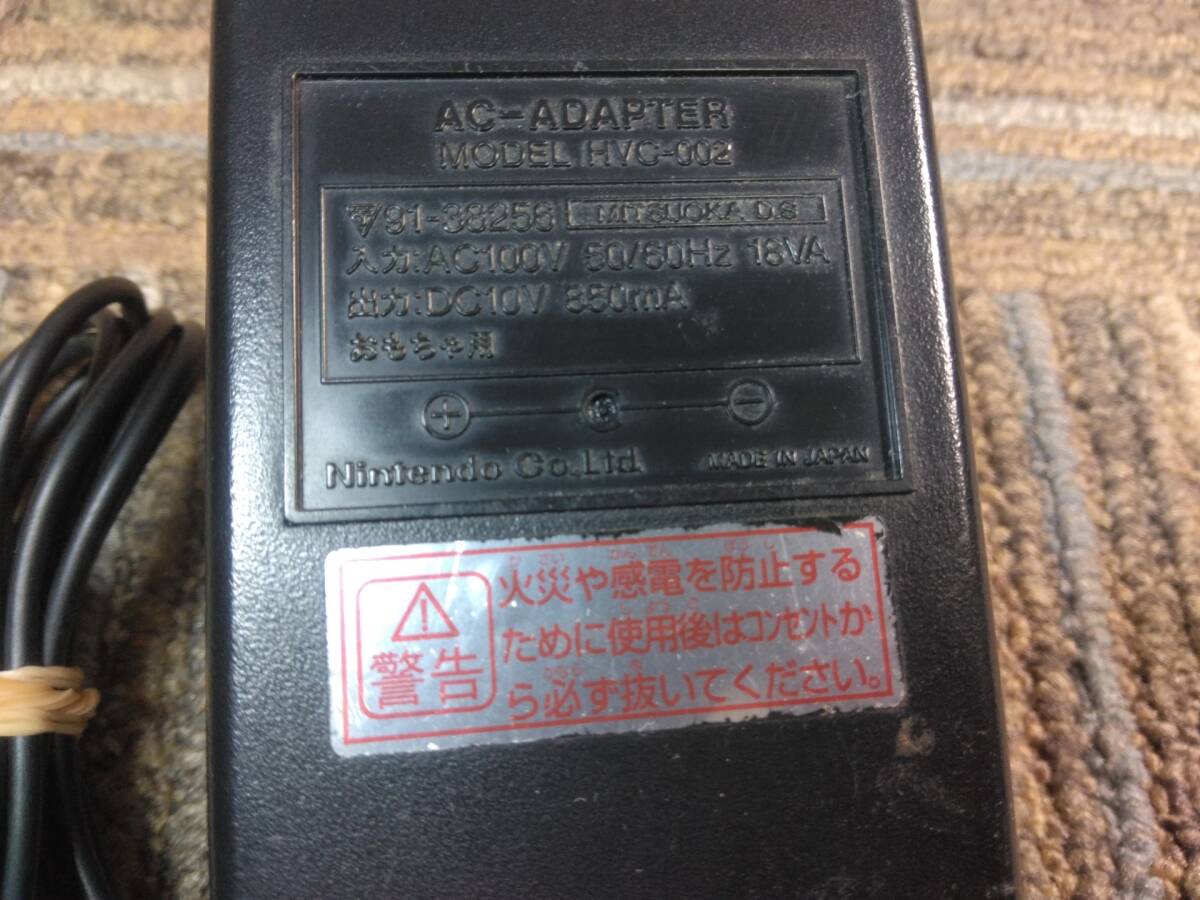 AC-ADAPTER
MODEL HVC-002
91-38256 MITSUOKA D.S
入力:AC100V 50/60Hz 18VA
出力:DC10V 850mA
おもちゃ用
Nintendo Co.Ltd. MADE IN JAPAN
警告
火災や感電を防止する
ために使用後はコンセントか
ら必ず抜いてください。